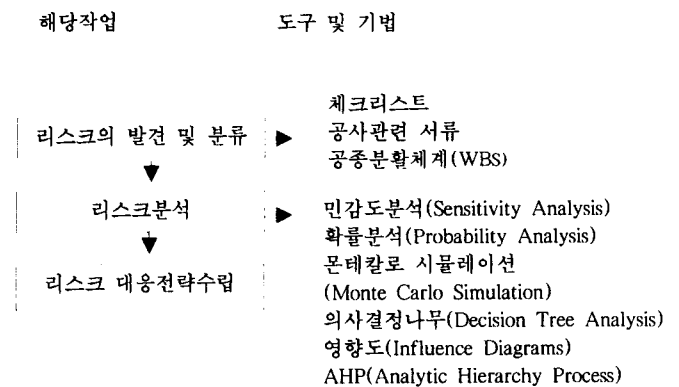 해당작업 도구 및 기법
체크리스트
리스크의 발견 및 분류 ▶ 공사관련 서류
공종분활체계(WBS)
▼
리스크분석 ▶ 민감도분석(Sensitivity Analysis)
확률분석(Probability Analysis)
▼
몬테칼로 시뮬레이션
리스크 대응전략수립 (Monte Carlo Simulation)
의사결정나무(Decision Tree Analysis)
영향도(Influence Diagrams)
AHP(Analytic Hierarchy Process)